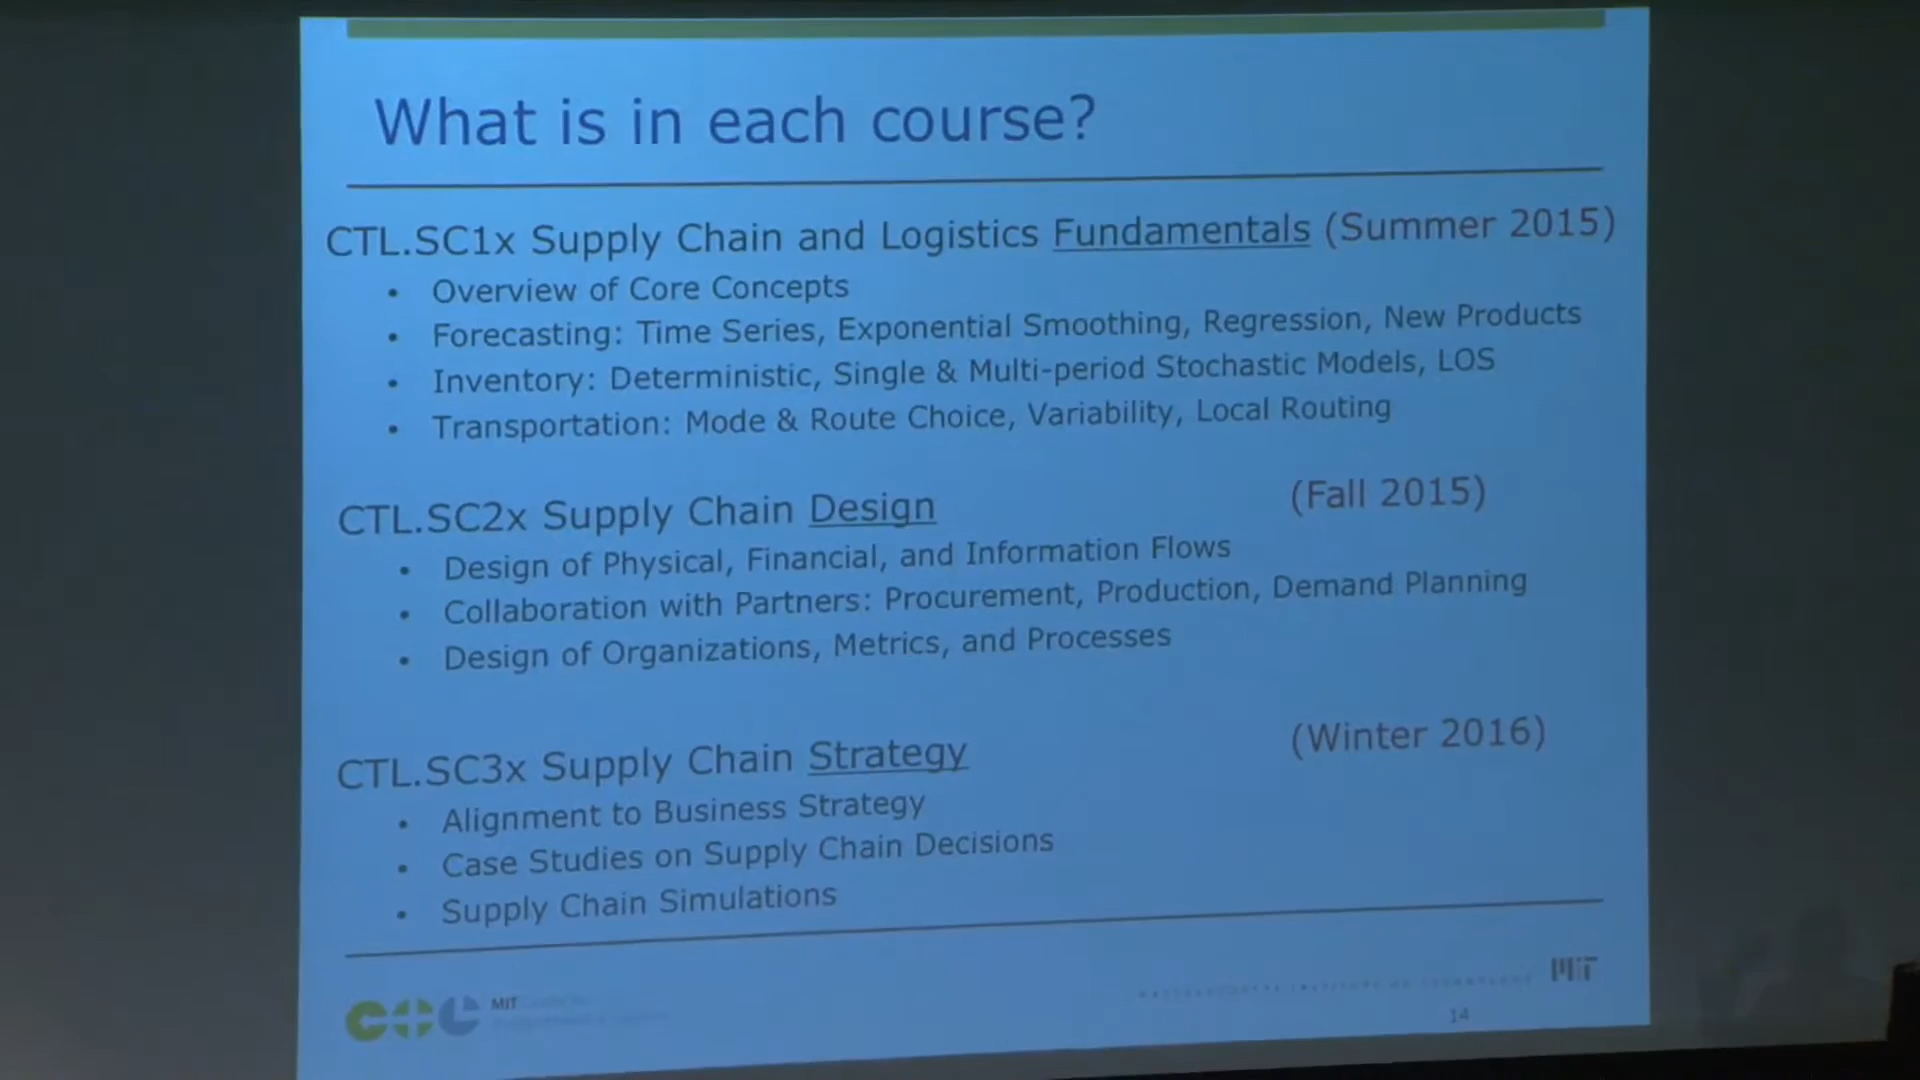 What is in each course?
CTL.SC1x Supply Chain and Logistics Fundamentals (Summer 2015)
• Overview of Core Concepts
• Forecasting: Time Series, Exponential Smoothing, Regression, New Products
• Inventory: Deterministic, Single & Multi-period Stochastic Models, LOS
• Transportation: Mode & Route Choice, Variability, Local Routing
CTL.SC2x Supply Chain Design (Fall 2015)
• Design of Physical, Financial, and Information Flows
• Collaboration with Partners: Procurement, Production, Demand Planning
• Design of Organizations, Metrics, and Processes
CTL.SC3x Supply Chain Strategy (Winter 2016)
• Alignment to Business Strategy
• Case Studies on Supply Chain Decisions
• Supply Chain Simulations
MIT
MIT
14